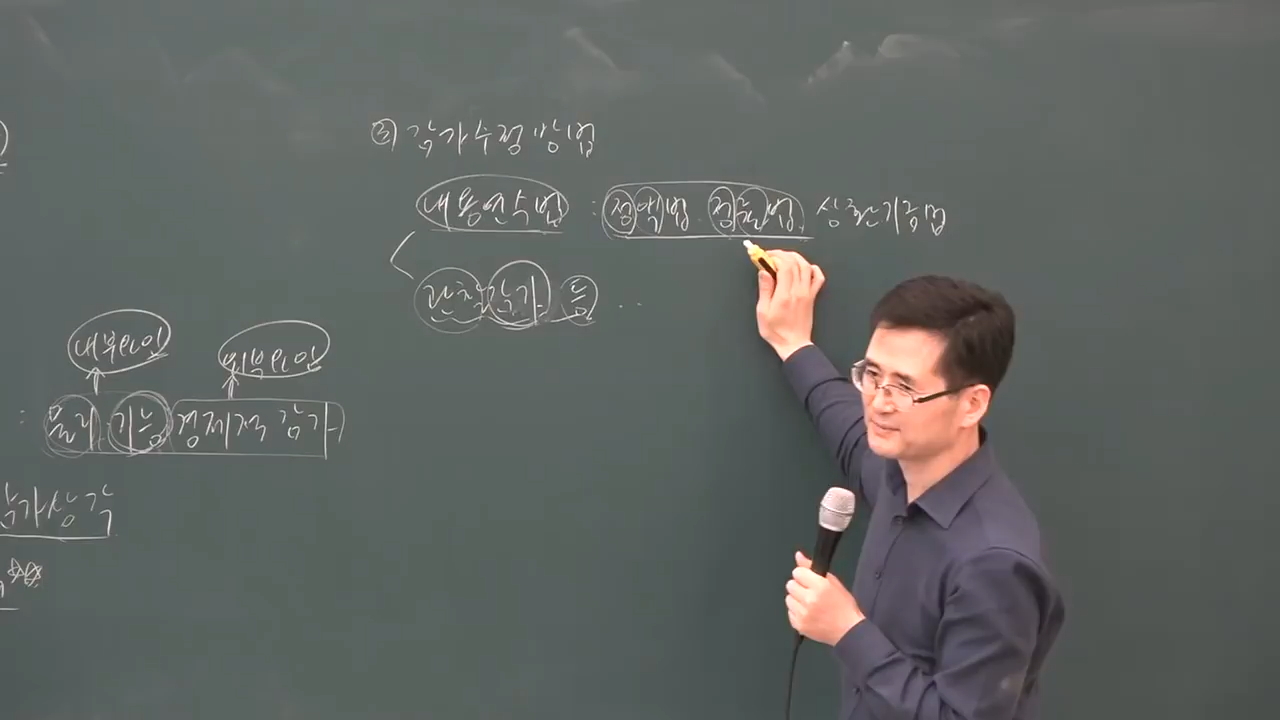 ③ 감가수정 방법
내용연수법 : 정액법. 정률법. 상환기금법
관찰. 감가. 등 ...
내부요인 외부요인
: 물리. 기능 경제적 감가
감가상각